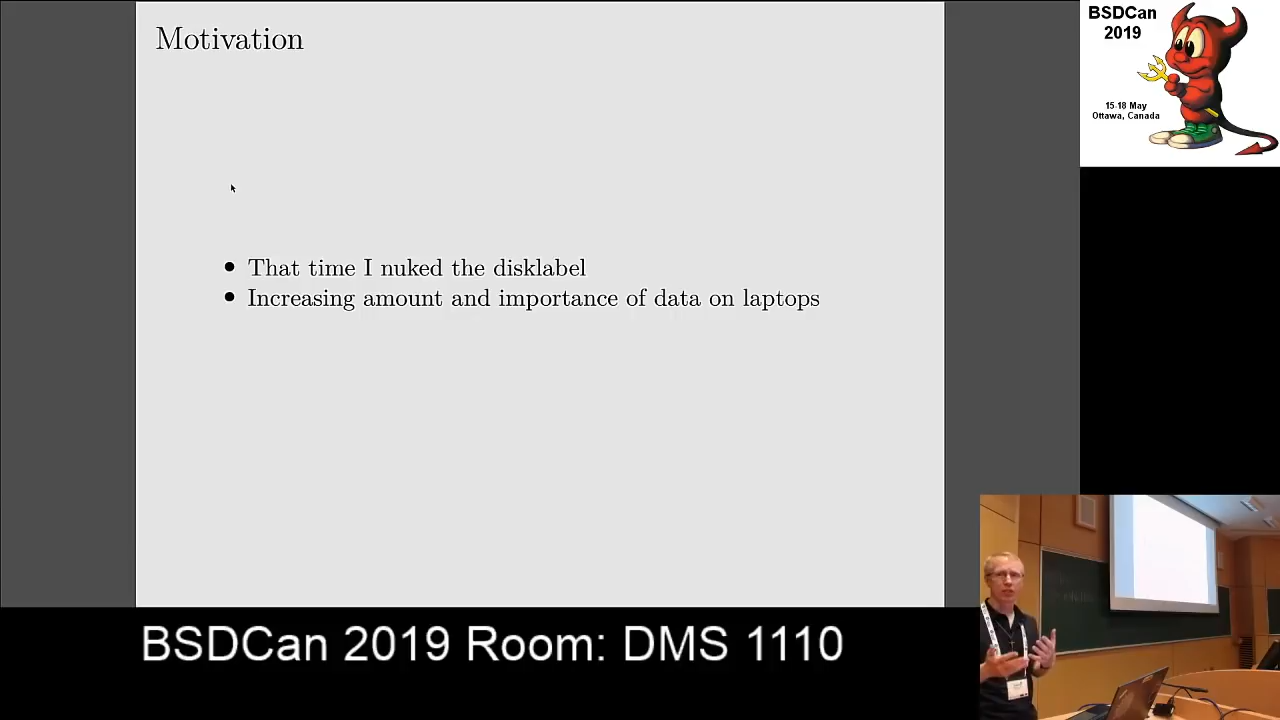 Motivation
• That time I nuked the disklabel
• Increasing amount and importance of data on laptops
BSDCan
2019
15-18 May
Ottawa, Canada
BSDCan 2019 Room: DMS 1110